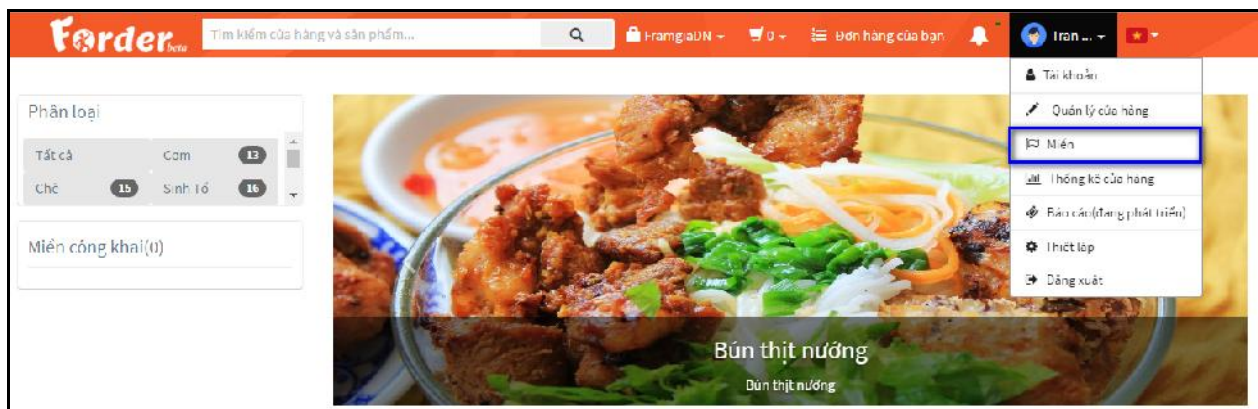 Forder beta
Tìm kiếm cửa hàng và sản phẩm...
FramgiaDN
0
Đơn hàng của bạn
Tran ...
Tài khoản
Quản lý cửa hàng
Miền
Thống kê cửa hàng
Báo cáo(đang phát triển)
Thiết lập
Đăng xuất
Phân loại
Tất cả
Cơm 13
Chè 15
Sinh Tố 16
Miền công khai(0)
Bún thịt nướng
Bún thịt nướng